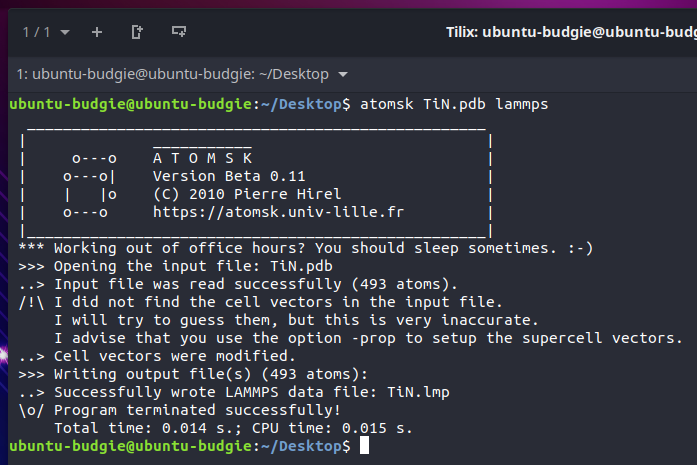 1 / 1
Tilix: ubuntu-budgie@ubuntu-budg
1: ubuntu-budgie@ubuntu-budgie: ~/Desktop
ubuntu-budgie@ubuntu-budgie:~/Desktop$ atomsk TiN.pdb lammps
o---o    A T O M S K
o---o|    Version Beta 0.11
|   |o    (C) 2010 Pierre Hirel
o---o     https://atomsk.univ-lille.fr
*** Working out of office hours? You should sleep sometimes. :-)
>>> Opening the input file: TiN.pdb
..> Input file was read successfully (493 atoms).
/!\ I did not find the cell vectors in the input file.
I will try to guess them, but this is very inaccurate.
I advise that you use the option -prop to setup the supercell vectors.
..> Cell vectors were modified.
>>> Writing output file(s) (493 atoms):
..> Successfully wrote LAMMPS data file: TiN.lmp
\o/ Program terminated successfully!
Total time: 0.014 s.; CPU time: 0.015 s.
ubuntu-budgie@ubuntu-budgie:~/Desktop$